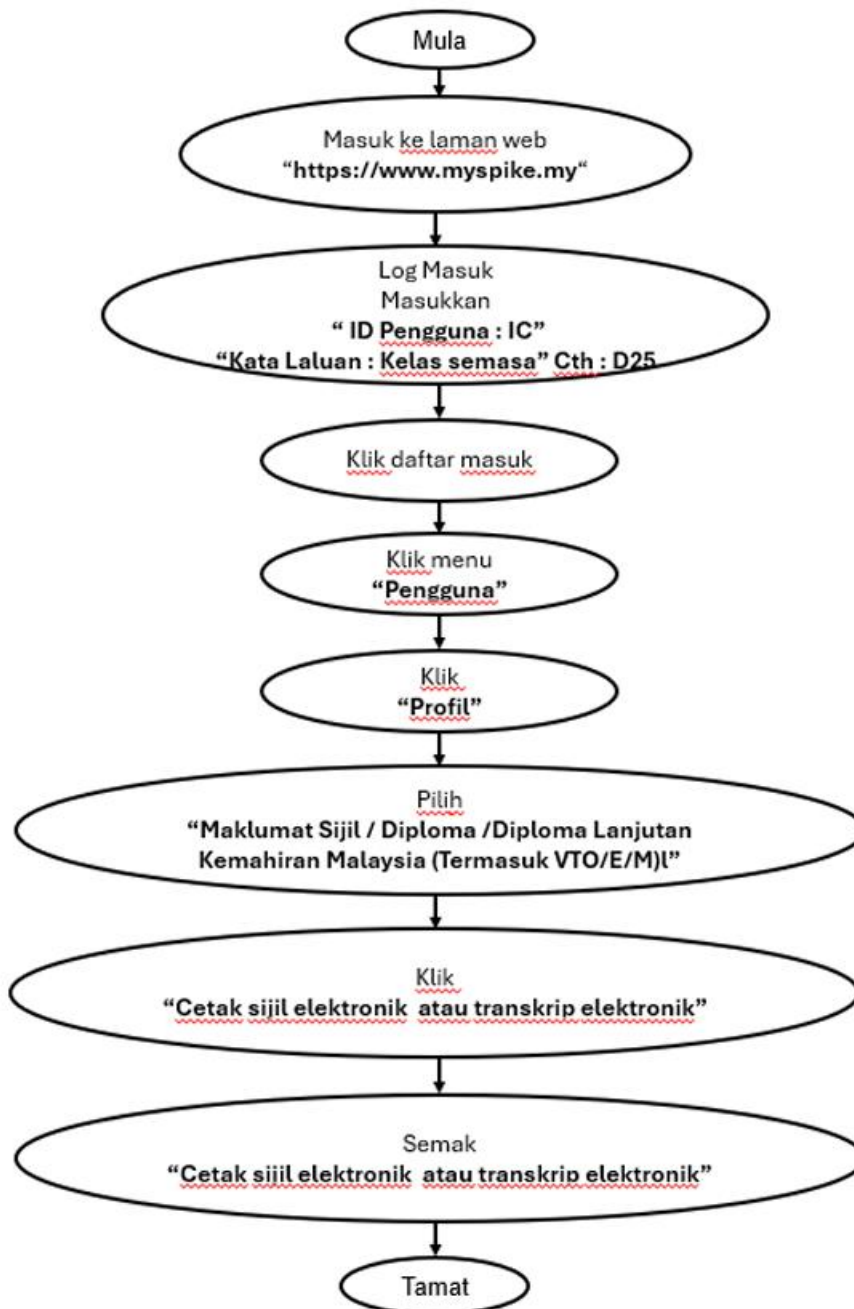 Mula
Masuk ke laman web
“https://www.myspike.my“
Log Masuk
Masukkan
“ ID Pengguna : IC”
“Kata Laluan : Kelas semasa” Cth : D25
Klik daftar masuk
Klik menu
“Pengguna”
Klik
“Profil”
Pilih
“Maklumat Sijil / Diploma /Diploma Lanjutan
Kemahiran Malaysia (Termasuk VTO/E/M)l”
Klik
“Cetak sijil elektronik atau transkrip elektronik”
Semak
“Cetak sijil elektronik atau transkrip elektronik”
Tamat